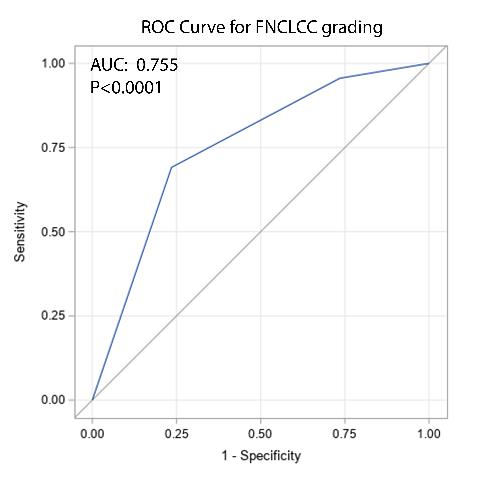 ROC Curve for FNCLCC grading
AUC: 0.755
P<0.0001
1.00
0.75
0.50
0.25
0.00
Sensitivity
0.00 0.25 0.50 0.75 1.00
1 - Specificity